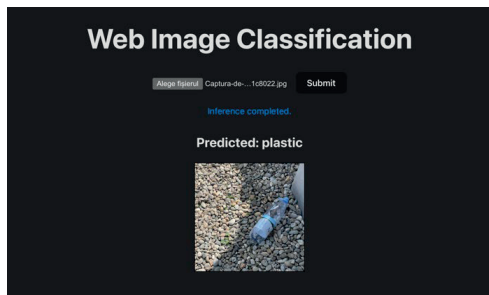 Web Image Classification
Alege fișierul Captura-de-...1c8022.jpg Submit
Inference completed.
Predicted: plastic